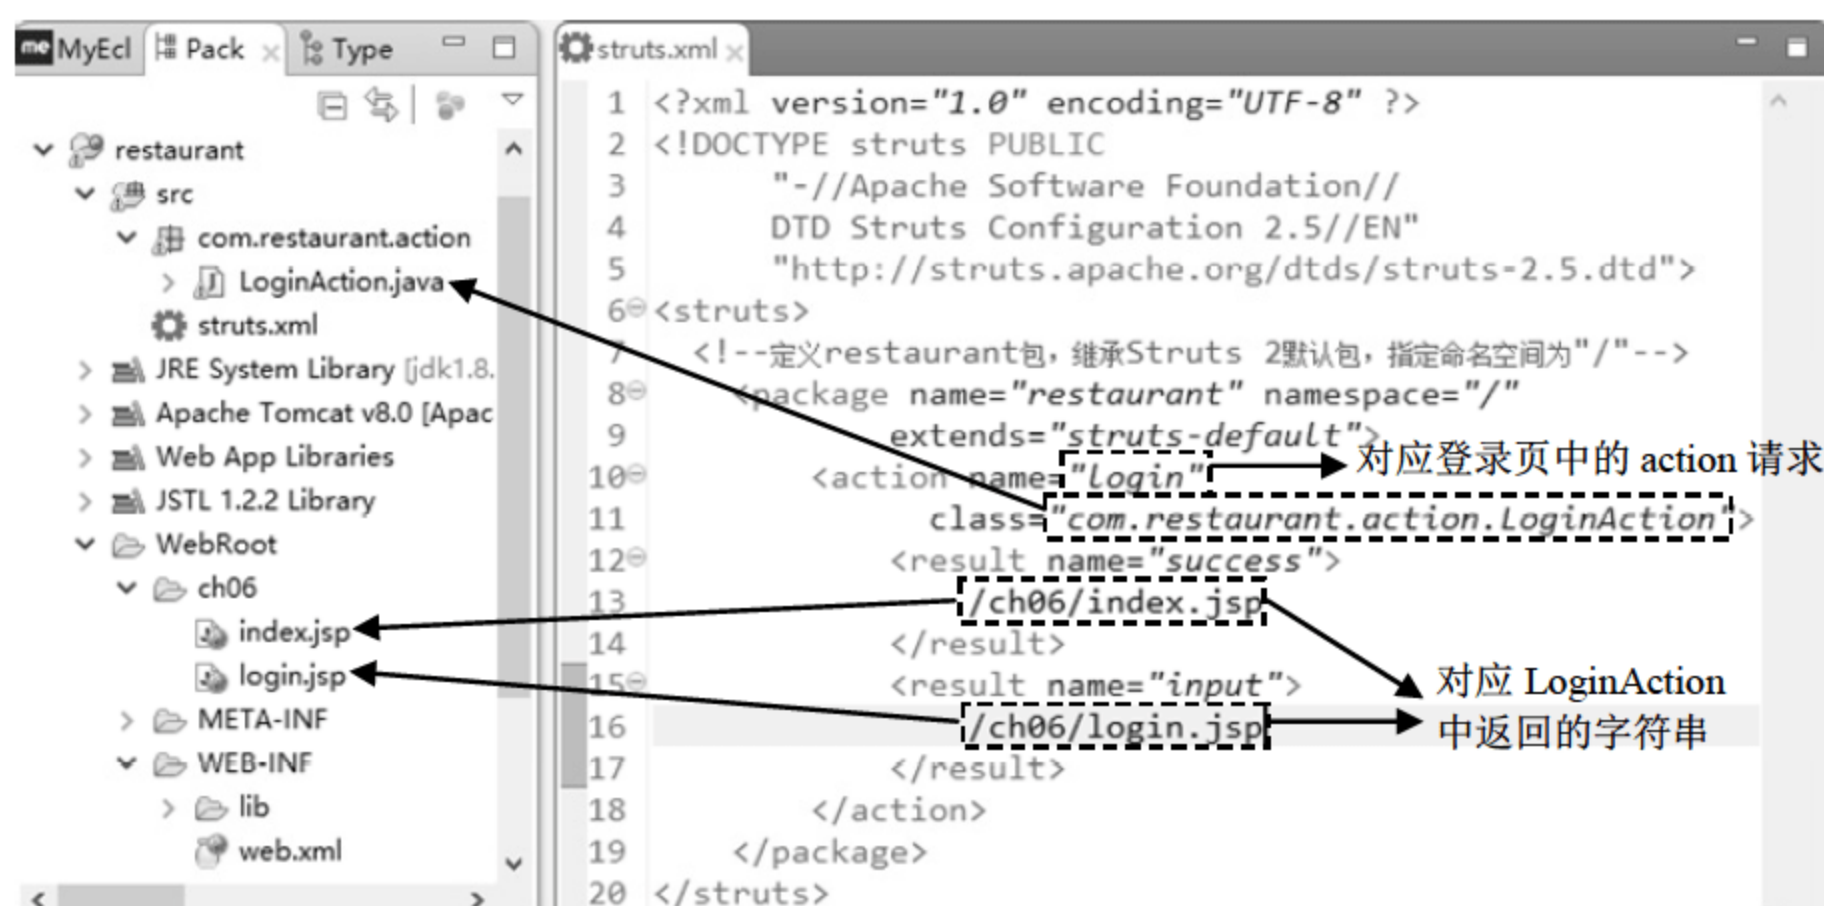 MyEcl
Pack
Type
restaurant
src
com.restaurant.action
LoginAction.java
struts.xml
JRE System Library [jdk1.8.
Apache Tomcat v8.0 [Apac
Web App Libraries
JSTL 1.2.2 Library
WebRoot
ch06
index.jsp
login.jsp
META-INF
WEB-INF
lib
web.xml
struts.xml
1 <?xml version="1.0" encoding="UTF-8" ?>
2 <!DOCTYPE struts PUBLIC
3 "-//Apache Software Foundation//
4 DTD Struts Configuration 2.5//EN"
5 "http://struts.apache.org/dtds/struts-2.5.dtd">
6 <struts>
7 <!--定义restaurant包，继承Struts 2默认包，指定命名空间为"/"-->
8 <package name="restaurant" namespace="/"
9 extends="struts-default">
10 <action name="login"
对应登录页中的 action 请求
11 class="com.restaurant.action.LoginAction">
12 <result name="success">
13 /ch06/index.jsp
14 </result>
15 <result name="input">
16 /ch06/login.jsp
17 </result>
18 </action>
19 </package>
20 </struts>
对应 LoginAction
中返回的字符串